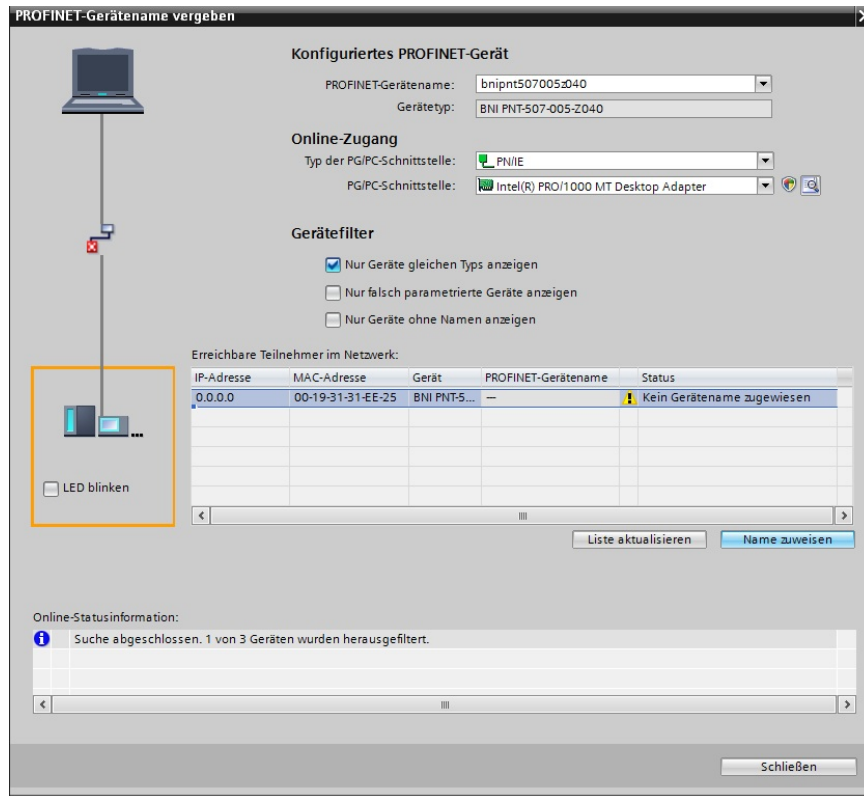 PROFINET-Gerätename vergeben
Konfiguriertes PROFINET-Gerät
PROFINET-Gerätename: bnipnt507005z040
Gerätetyp: BNI PNT-507-005-Z040
Online-Zugang
Typ der PG/PC-Schnittstelle: PN/IE
PG/PC-Schnittstelle: Intel(R) PRO/1000 MT Desktop Adapter
Gerätefilter
Nur Geräte gleichen Typs anzeigen
Nur falsch parametrierte Geräte anzeigen
Nur Geräte ohne Namen anzeigen
Erreichbare Teilnehmer im Netzwerk:
IP-Adresse MAC-Adresse Gerät PROFINET-Gerätename Status
0.0.0.0 00-19-31-31-EE-25 BNI PNT-5... — Kein Gerätename zugewiesen
...
LED blinken
Liste aktualisieren Name zuweisen
Online-Statusinformation:
Suche abgeschlossen. 1 von 3 Geräten wurden herausgefiltert.
Schließen